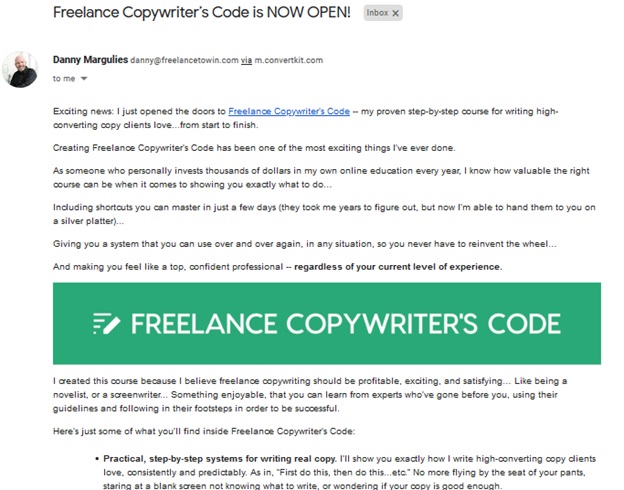 Freelance Copywriter's Code is NOW OPEN! Inbox x
Danny Margulies danny@freelancetowin.com via m.convertkit.com
to me
Exciting news: I just opened the doors to Freelance Copywriter's Code -- my proven step-by-step course for writing high-
converting copy clients love...from start to finish.
Creating Freelance Copywriter's Code has been one of the most exciting things I've ever done.
As someone who personally invests thousands of dollars in my own online education every year, I know how valuable the right
course can be when it comes to showing you exactly what to do...
Including shortcuts you can master in just a few days (they took me years to figure out, but now I'm able to hand them to you on
a silver platter)...
Giving you a system that you can use over and over again, in any situation, so you never have to reinvent the wheel...
And making you feel like a top, confident professional -- regardless of your current level of experience.
FREELANCE COPYWRITER'S CODE
I created this course because I believe freelance copywriting should be profitable, exciting, and satisfying... Like being a
novelist, or a screenwriter... Something enjoyable, that you can learn from experts who've gone before you, using their
guidelines and following in their footsteps in order to be successful.
Here's just some of what you'll find inside Freelance Copywriter's Code:
• Practical, step-by-step systems for writing real copy. I'll show you exactly how I write high-converting copy clients
love, consistently and predictably. As in, "First do this, then do this...etc." No more flying by the seat of your pants,
staring at a blank screen not knowing what to write, or wondering if your copy is good enough.